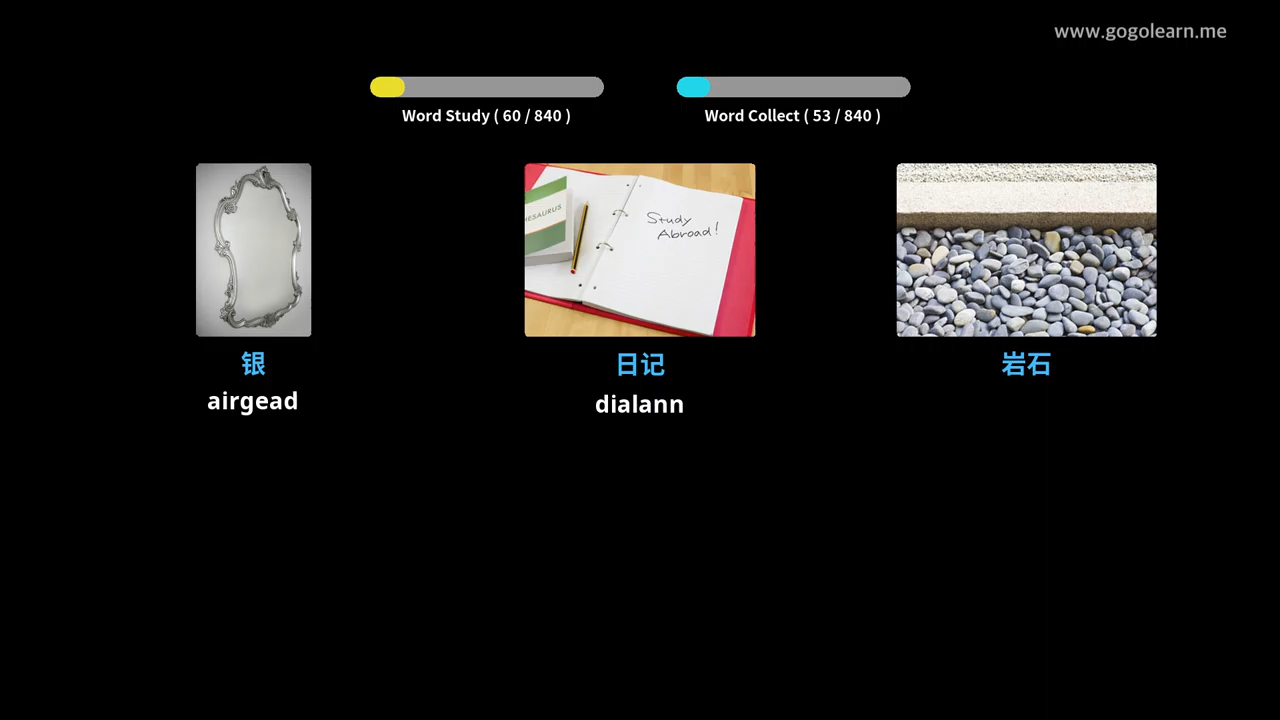 www.gogolearn.me
Word Study ( 60 / 840 )
Word Collect ( 53 / 840 )
HESAURUS
Study
Abroad!
银
日记
岩石
airgead
dialann